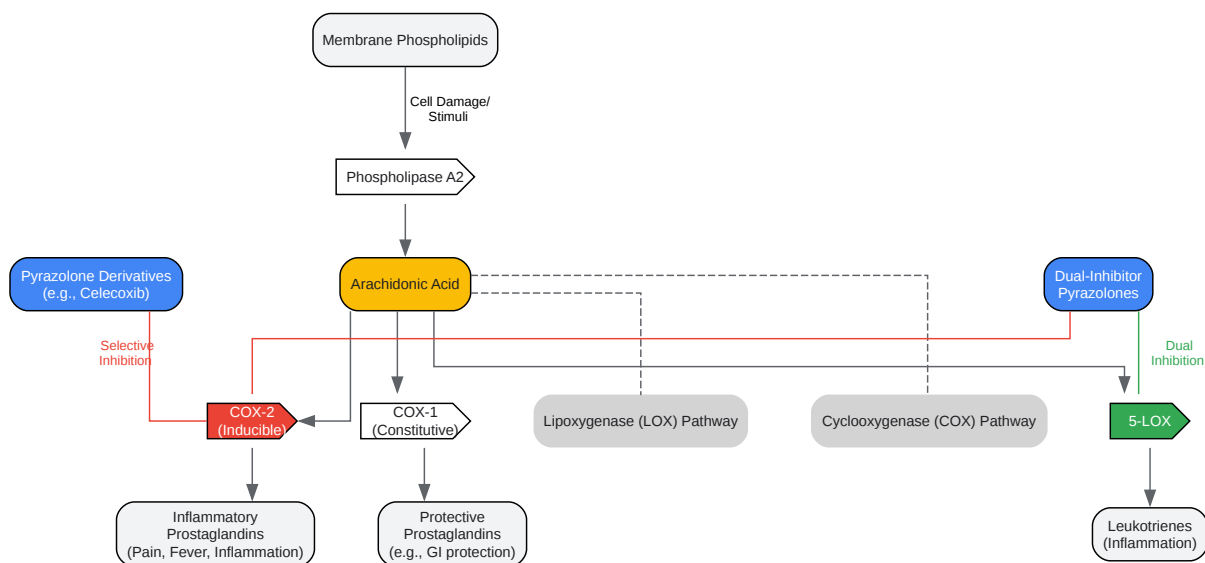 Membrane Phospholipids
Cell Damage/
Stimuli
Phospholipase A2
Pyrazolone Derivatives
(e.g., Celecoxib)
Arachidonic Acid
Dual-Inhibitor
Pyrazolones
Selective
Inhibition
Dual
Inhibition
COX-2
(Inducible)
COX-1
(Constitutive)
Lipoxygenase (LOX) Pathway
Cyclooxygenase (COX) Pathway
5-LOX
Inflammatory
Prostaglandins
(Pain, Fever, Inflammation)
Protective
Prostaglandins
(e.g., GI protection)
Leukotrienes
(Inflammation)